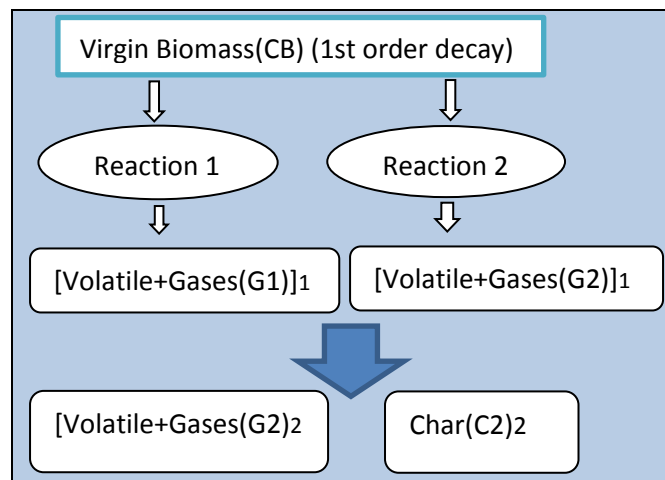 Virgin Biomass(CB) (1st order decay)
Reaction 1
Reaction 2
[Volatile+Gases(G1)]1
[Volatile+Gases(G2)]1
[Volatile+Gases(G2)2
Char(C2)2